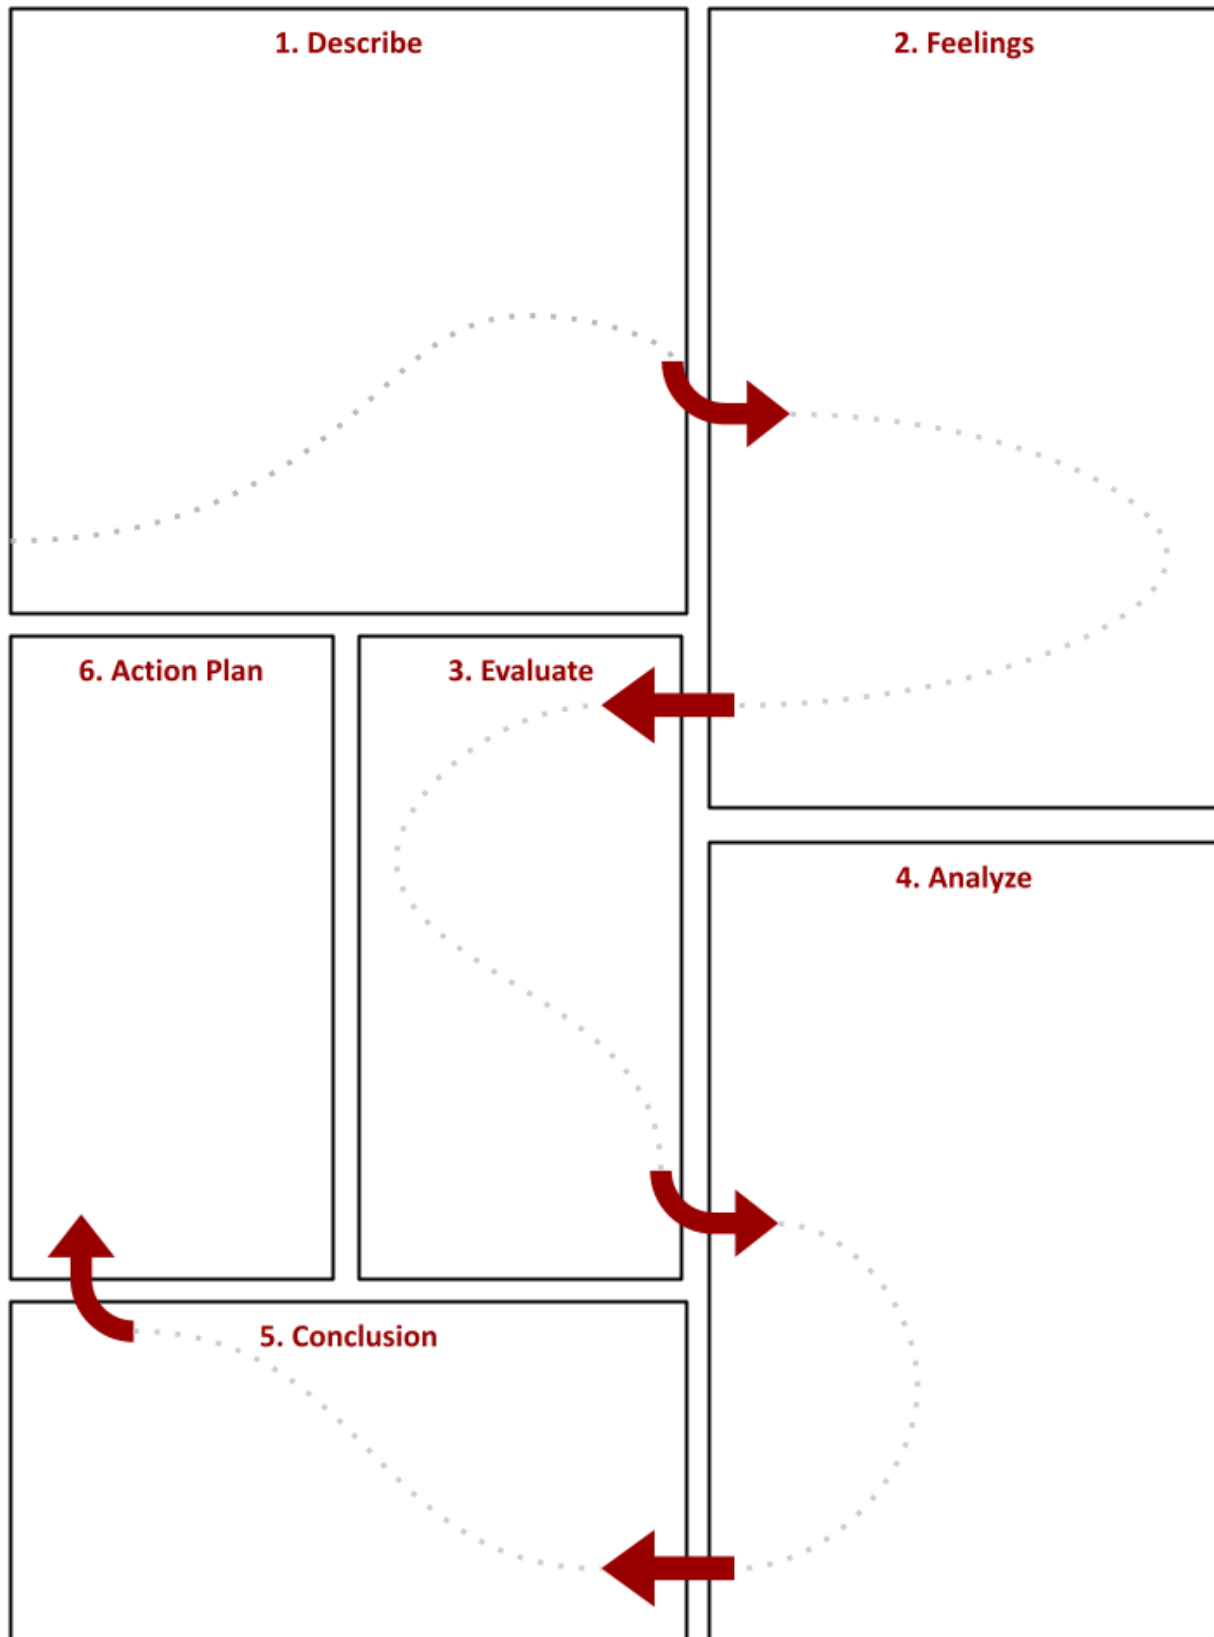 1. Describe
2. Feelings
3. Evaluate
4. Analyze
5. Conclusion
6. Action Plan